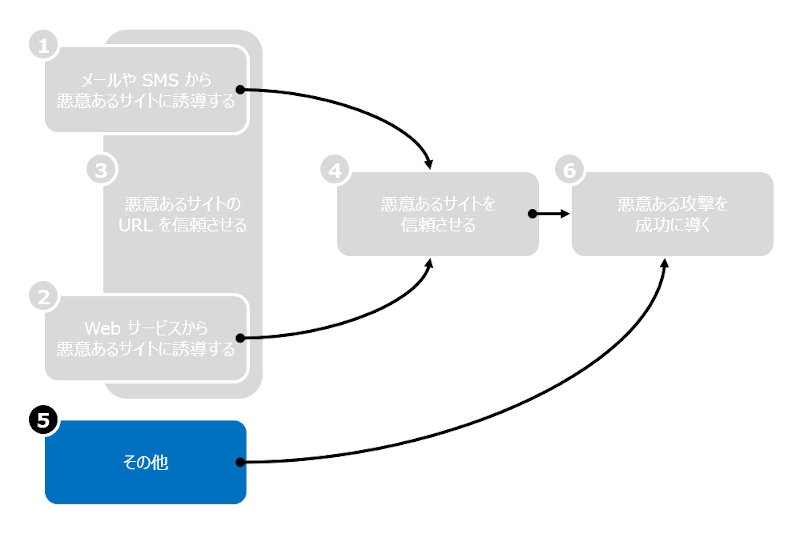 1
メールや SMS から
悪意あるサイトに誘導する
3
悪意あるサイトの
URL を信頼させる
2
Web サービスから
悪意あるサイトに誘導する
4
悪意あるサイトを
信頼させる
6
悪意ある攻撃を
成功に導く
5
その他